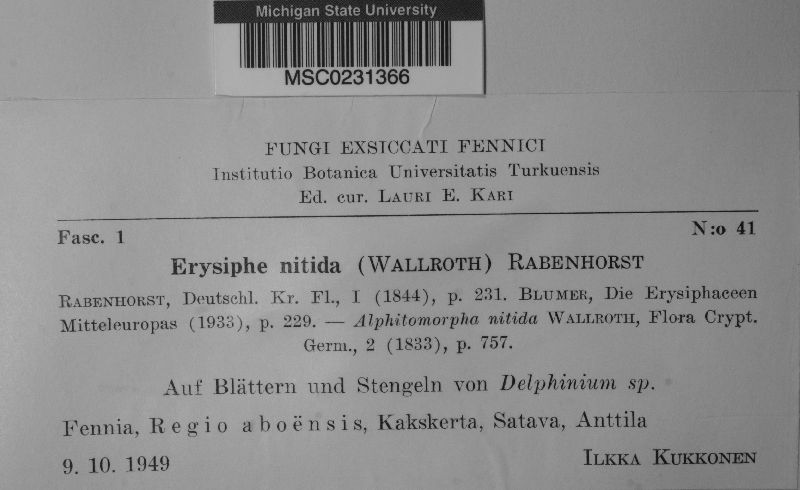 Michigan State University
MSC0231366
FUNGI EXSICCATI FENNICI
Institutio Botanica Universitatis Turkuensis
Ed. cur. LAURI E. KARI
Fasc. 1
N:o 41
Erysiphe nitida (WALLROTH) RABENHORST
RABENHORST, Deutschl. Kr. Fl., I (1844), p. 231. BLUMER, Die Erysiphaceen
Mitteleuropas (1933), p. 229. — Alphitomorpha nitida WALLROTH, Flora Crypt.
Germ., 2 (1833), p. 757.
Auf Blättern und Stengeln von Delphinium sp.
Fennia, Regio aboënsis, Kakskerta, Satava, Anttila
9. 10. 1949
ILKKA KUKKONEN